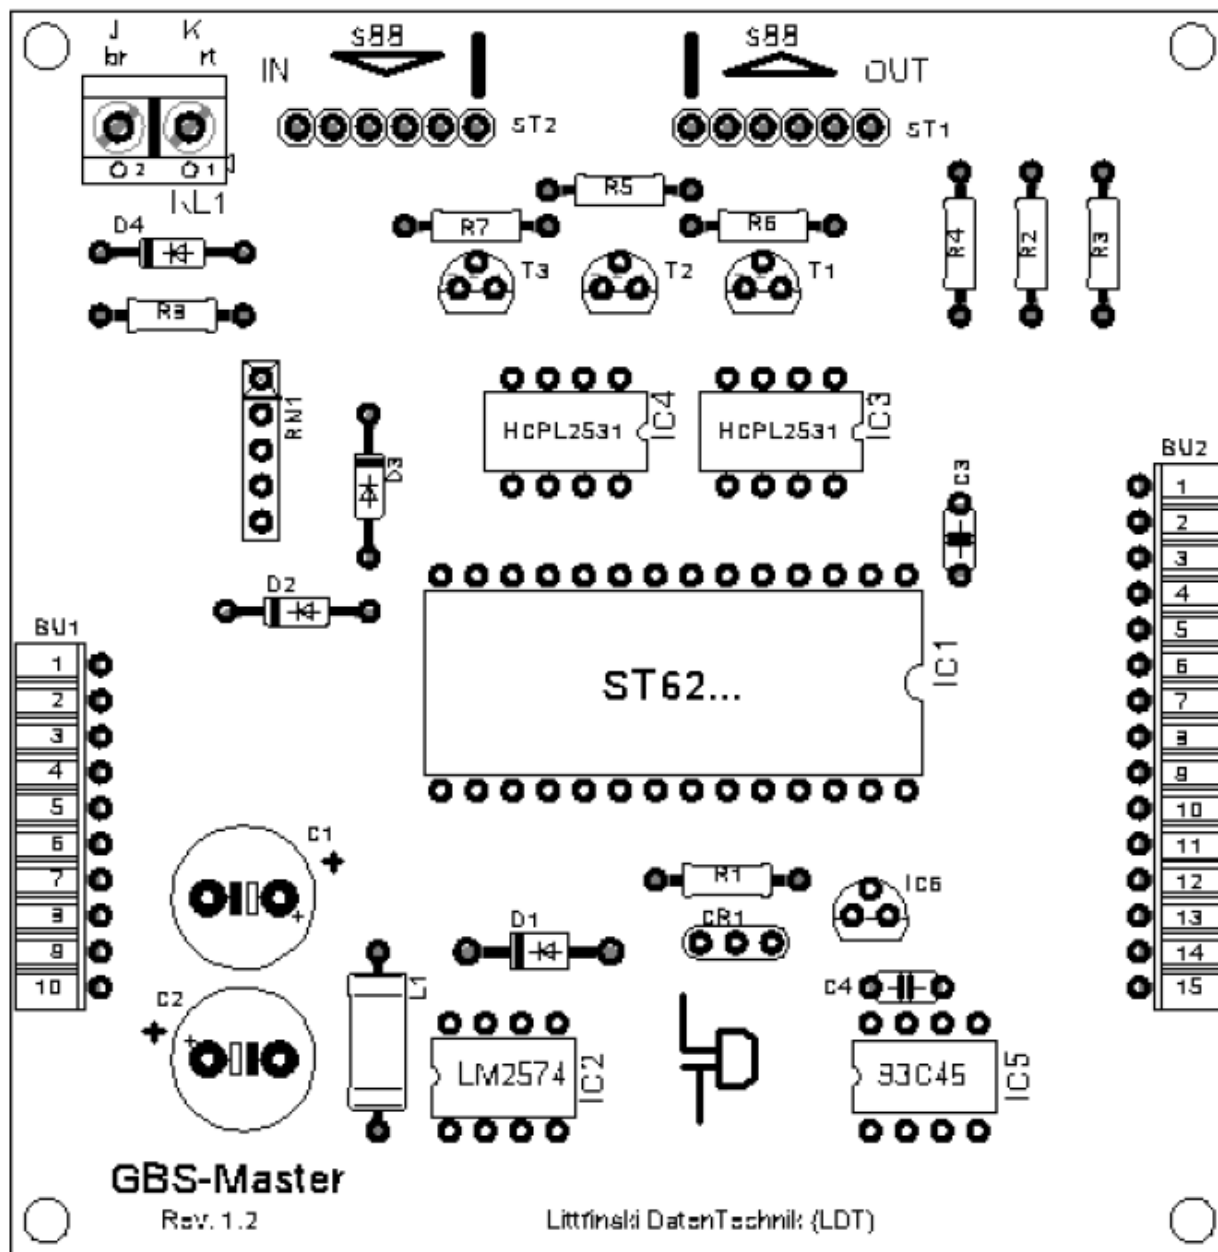 J K
br rt
IN S88 S88 OUT
ST2 ST1
2 1
KL1
R5
R7 R6
D4
T3 T2 T1
R4 R2 R3
R8
RN1
D3
HCPL2531 IC4
HCPL2531 IC3
C3
D2
ST62... IC1
BU1
1
2
3
4
5
6
7
8
9
10
BU2
1
2
3
4
5
6
7
8
9
10
11
12
13
14
15
C1
+
+
R1
IC6
CR1
D1
L1
C2
+
+
C4
LM2574 IC2
93C46 IC5
GBS-Master
Rev. 1.2
Littfinski DatenTechnik (LDT)